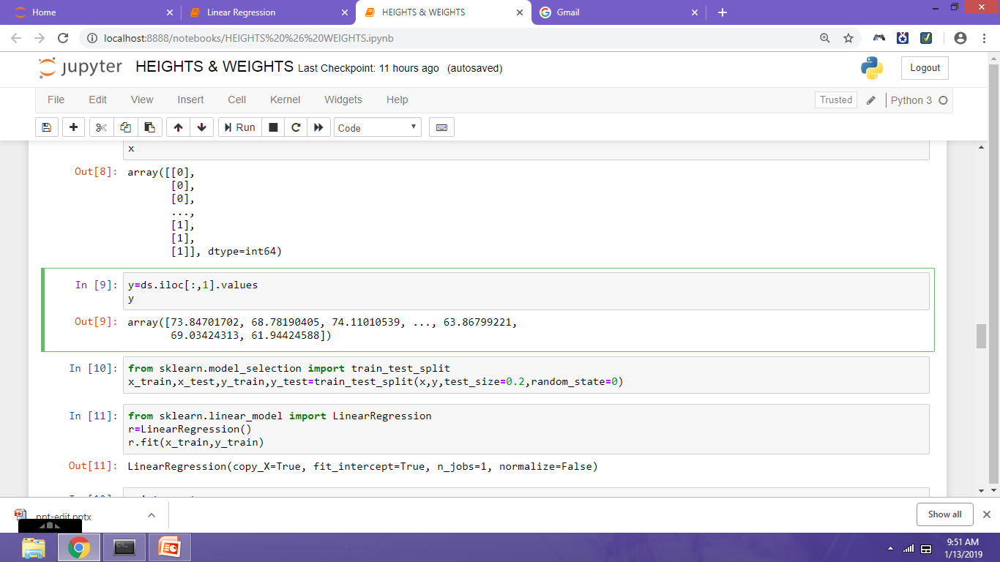 Home
Linear Regression
HEIGHTS & WEIGHTS
Gmail
localhost:8888/notebooks/HEIGHTS%20%26%20WEIGHTS.ipynb
jupyter HEIGHTS & WEIGHTS Last Checkpoint: 11 hours ago (autosaved)
Logout
File Edit View Insert Cell Kernel Widgets Help
Trusted
Python 3
Run
Code
x
Out[8]: array([[0],
[0],
[0],
...,
[1],
[1],
[1]], dtype=int64)
In [9]: y=ds.iloc[:,1].values
y
Out[9]: array([73.84701702, 68.78190405, 74.11010539, ..., 63.86799221,
69.03424313, 61.94424588])
In [10]: from sklearn.model_selection import train_test_split
x_train,x_test,y_train,y_test=train_test_split(x,y,test_size=0.2,random_state=0)
In [11]: from sklearn.linear_model import LinearRegression
r=LinearRegression()
r.fit(x_train,y_train)
Out[11]: LinearRegression(copy_X=True, fit_intercept=True, n_jobs=1, normalize=False)
ppt-edit.pptx
Show all
9:51 AM
1/13/2019